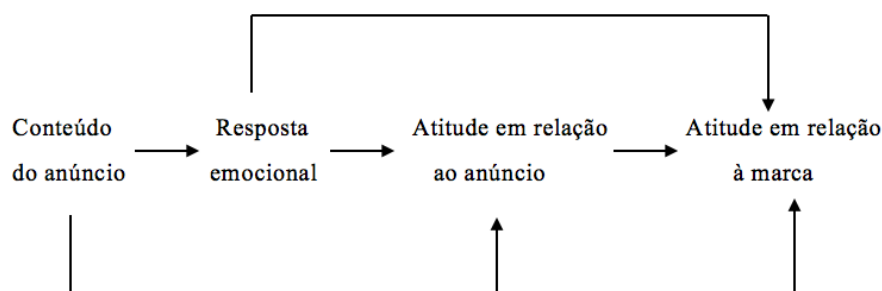 Conteúdo
do anúncio
Resposta
emocional
Atitude em relação
ao anúncio
Atitude em relação
à marca